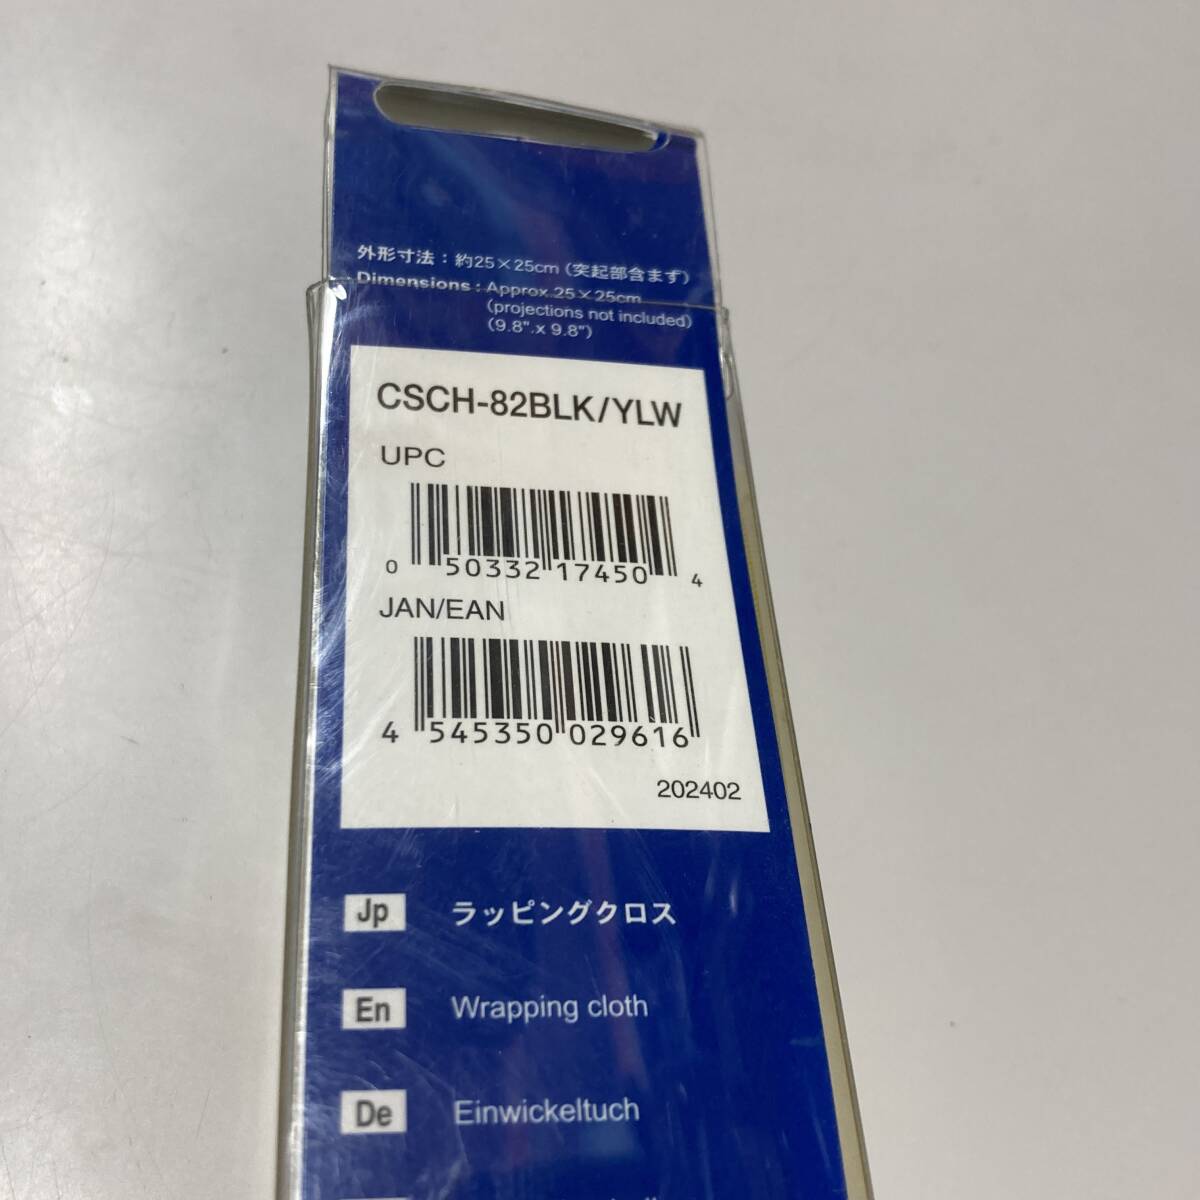 外形寸法：約25×25cm（突起部含まず）
Dimensions : Approx.25×25cm
(projections not included)
(9.8".x 9.8")
CSCH-82BLK/YLW
UPC
0 50332 17450 4
JAN/EAN
4 545350 029616
202402
Jp ラッピングクロス
En Wrapping cloth
De Einwickeltuch